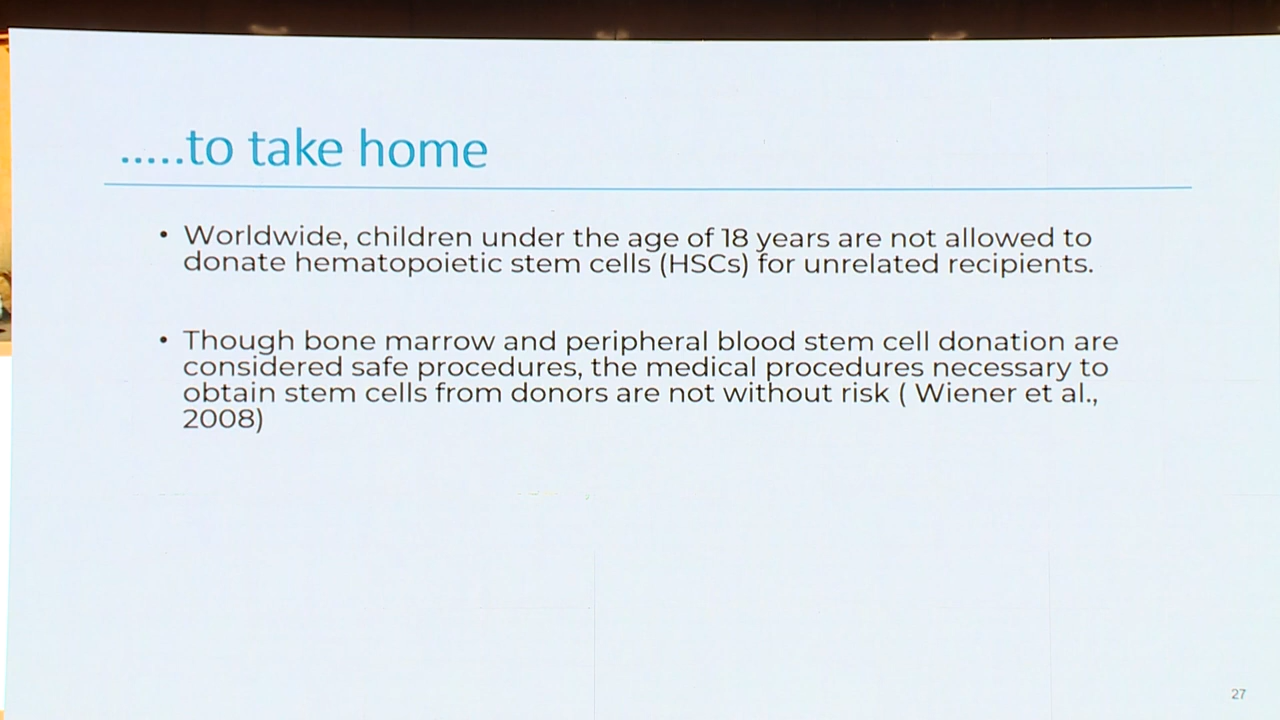 .....to take home
• Worldwide, children under the age of 18 years are not allowed to
donate hematopoietic stem cells (HSCs) for unrelated recipients.
• Though bone marrow and peripheral blood stem cell donation are
considered safe procedures, the medical procedures necessary to
obtain stem cells from donors are not without risk ( Wiener et al.,
2008)
27